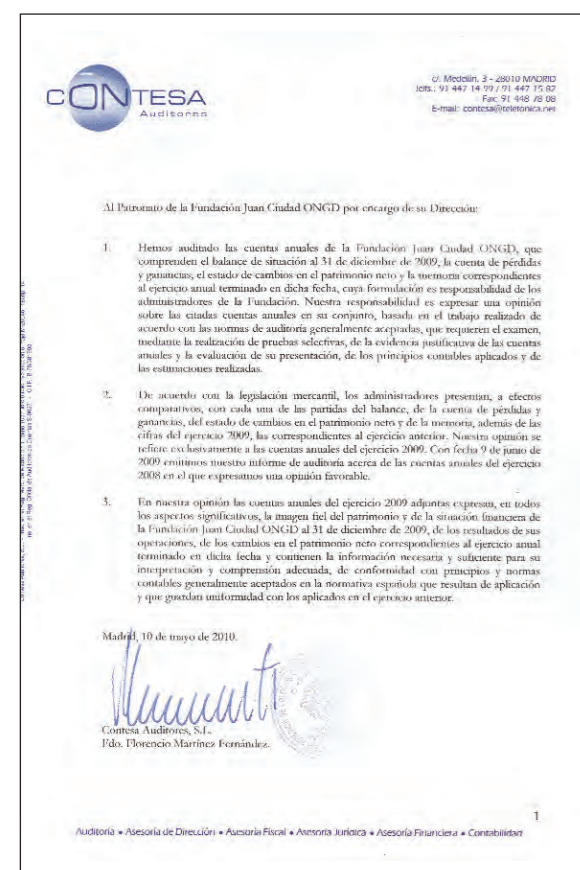 CONTESA
Auditores
c/. Medellín, 3 - 28010 MADRID
Telfs.: 91 447 14 99 / 91 447 15 87
Fax: 91 448 78 08
E-mail: contesa@telefonica.net
Al Patronato de la Fundación Juan Ciudad ONGD por encargo de su Dirección:
1. Hemos auditado las cuentas anuales de la Fundación Juan Ciudad ONGD, que
comprenden el balance de situación al 31 de diciembre de 2009, la cuenta de pérdidas
y ganancias, el estado de cambios en el patrimonio neto y la memoria correspondientes
al ejercicio anual terminado en dicha fecha, cuya formulación es responsabilidad de los
administradores de la Fundación. Nuestra responsabilidad es expresar una opinión
sobre las citadas cuentas anuales en su conjunto, basada en el trabajo realizado de
acuerdo con las normas de auditoría generalmente aceptadas, que requieren el examen,
mediante la realización de pruebas selectivas, de la evidencia justificativa de las cuentas
anuales y la evaluación de su presentación, de los principios contables aplicados y de
las estimaciones realizadas.
2. De acuerdo con la legislación mercantil, los administradores presentan, a efectos
comparativos, con cada una de las partidas del balance, de la cuenta de pérdidas y
ganancias, del estado de cambios en el patrimonio neto y de la memoria, además de las
cifras del ejercicio 2009, las correspondientes al ejercicio anterior. Nuestra opinión se
refiere exclusivamente a las cuentas anuales del ejercicio 2009. Con fecha 9 de junio de
2009 emitimos nuestro informe de auditoría acerca de las cuentas anuales del ejercicio
2008 en el que expresamos una opinión favorable.
3. En nuestra opinión las cuentas anuales del ejercicio 2009 adjuntas expresan, en todos
los aspectos significativos, la imagen fiel del patrimonio y de la situación financiera de
la Fundación Juan Ciudad ONGD al 31 de diciembre de 2009, de los resultados de sus
operaciones, de los cambios en el patrimonio neto correspondientes al ejercicio anual
terminado en dicha fecha y contienen la información necesaria y suficiente para su
interpretación y comprensión adecuada, de conformidad con principios y normas
contables generalmente aceptados en la normativa española que resultan de aplicación
y que guardan uniformidad con los aplicados en el ejercicio anterior.
Madrid, 10 de mayo de 2010.
Contesa Auditores, S.L.
Fdo. Florencio Martínez Fernández.
1
Auditoría • Asesoría de Dirección • Asesoría Fiscal • Asesoría Jurídica • Asesoría Financiera • Contabilidad